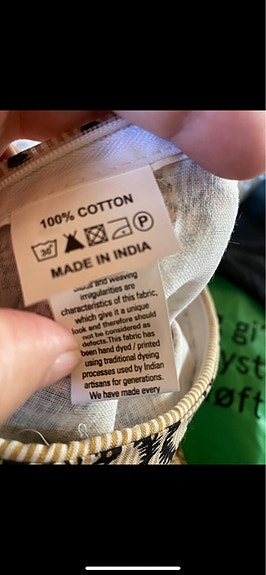 100% COTTON
30°
P
MADE IN INDIA
and weaving
irregularities are
characteristics of this fabric,
which give it a unique
look and therefore should
not be considered as
defects. This fabric has
been hand dyed / printed
using traditional dyeing
processes used by Indian
artisans for generations.
We have made every